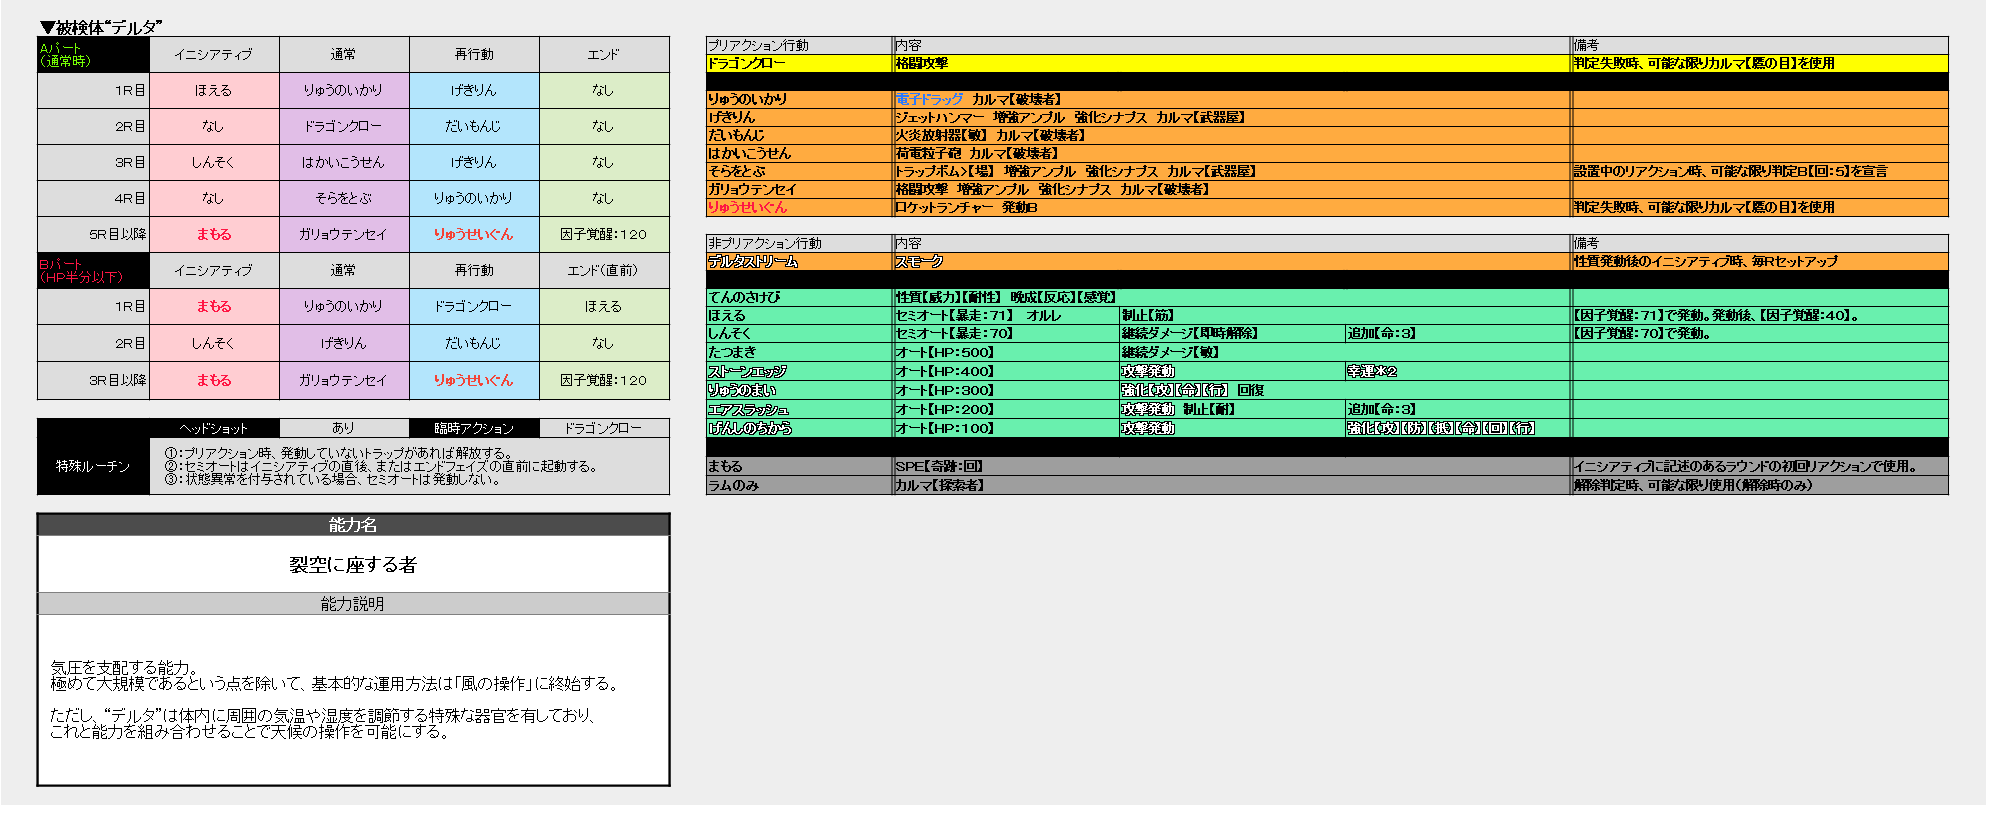 ▼被検体“デルタ”
Aパート
(通常時)
イニシアティブ 通常 再行動 エンド
1R目 ほえる りゅうのいかり げきりん なし
2R目 なし ドラゴンクロー だいもんじ なし
3R目 しんそく はかいこうせん げきりん なし
4R目 なし そらをとぶ りゅうのいかり なし
5R目以降 まもる ガリョウテンセイ りゅうせいぐん 因子覚醒:120
Bパート
(HP半分以下)
イニシアティブ 通常 再行動 エンド(直前)
1R目 まもる りゅうのいかり ドラゴンクロー ほえる
2R目 しんそく げきりん だいもんじ なし
3R目以降 まもる ガリョウテンセイ りゅうせいぐん 因子覚醒:120
特殊ルーチン
ヘッドショット あり 臨時アクション ドラゴンクロー
①:プリアクション時、発動していないトラップがあれば解放する。
②:セミオートはイニシアティブの直後、またはエンドフェイズの直前に起動する。
③:状態異常を付与されている場合、セミオートは発動しない。
能力名
裂空に座する者
能力説明
気圧を支配する能力。
極めて大規模であるという点を除いて、基本的な運用方法は「風の操作」に終始する。
ただし、“デルタ”は体内に周囲の気温や湿度を調節する特殊な器官を有しており、
これと能力を組み合わせることで天候の操作を可能にする。
プリアクション行動 内容 備考
ドラゴンクロー 格闘攻撃 判定失敗時、可能な限りカルマ【鷹の目】を使用
りゅうのいかり 電子ドラッグ カルマ【破壊者】
げきりん ジェットハンマー 増強アンプル 強化シナプス カルマ【武器屋】
だいもんじ 火炎放射器【敏】 カルマ【破壊者】
はかいこうせん 荷電粒子砲 カルマ【破壊者】
そらをとぶ トラップボム>【場】 増強アンプル 強化シナプス カルマ【武器屋】 設置中のリアクション時、可能な限り判定B【回:5】を宣言
ガリョウテンセイ 格闘攻撃 増強アンプル 強化シナプス カルマ【破壊者】
りゅうせいぐん ロケットランチャー 発動B 判定失敗時、可能な限りカルマ【鷹の目】を使用
非プリアクション行動 内容 備考
デルタストリーム スモーク 性質発動後のイニシアティブ時、毎Rセットアップ
てんのさけび 性質【威力】【耐性】 晩成【反応】【感覚】
ほえる セミオート【暴走:71】 オルレ 制止【筋】 【因子覚醒:71】で発動。発動後、【因子覚醒:40】。
しんそく セミオート【暴走:70】 継続ダメージ【即時解除】 追加【命:3】 【因子覚醒:70】で発動。
たつまき オート【HP:500】 継続ダメージ【敏】
ストーンエッジ オート【HP:400】 攻撃発動 幸運※2
りゅうのまい オート【HP:300】 強化【攻】【命】【行】 回復
エアスラッシュ オート【HP:200】 攻撃発動 制止【耐】 追加【命:3】
げんしのちから オート【HP:100】 攻撃発動 強化【攻】【防】【抵】【命】【回】【行】
まもる SPE【奇跡:回】 イニシアティブに記述のあるラウンドの初回リアクションで使用。
ラムのみ カルマ【探索者】 解除判定時、可能な限り使用(解除時のみ)